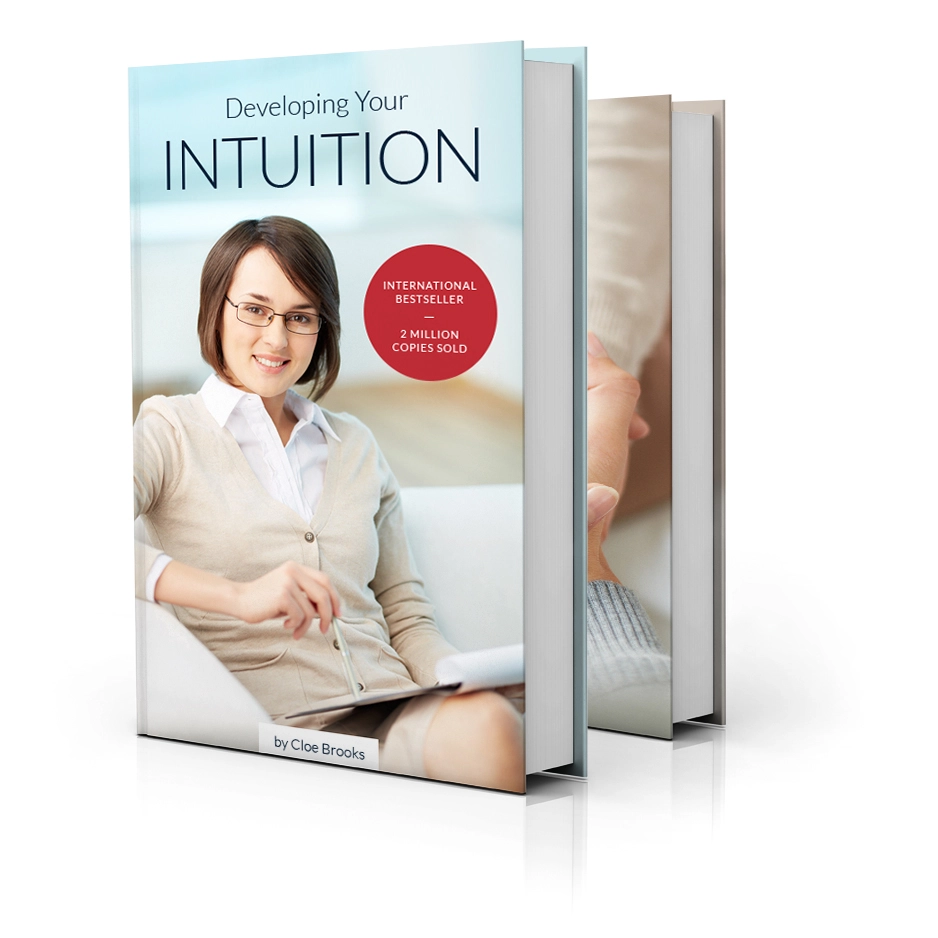 Developing Your
INTUITION
INTERNATIONAL
BESTSELLER
—
2 MILLION
COPIES SOLD
by Cloe Brooks